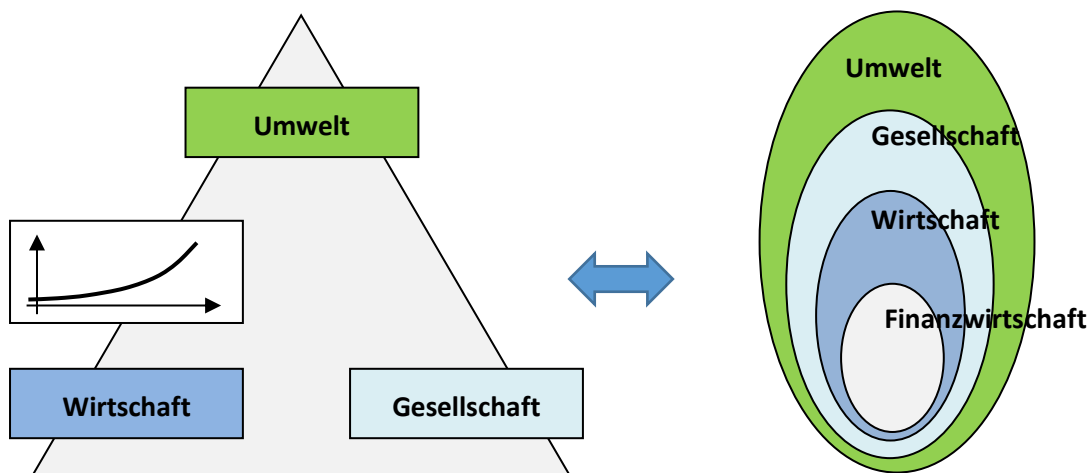 Umwelt
Wirtschaft
Gesellschaft
Umwelt
Gesellschaft
Wirtschaft
Finanzwirtschaft